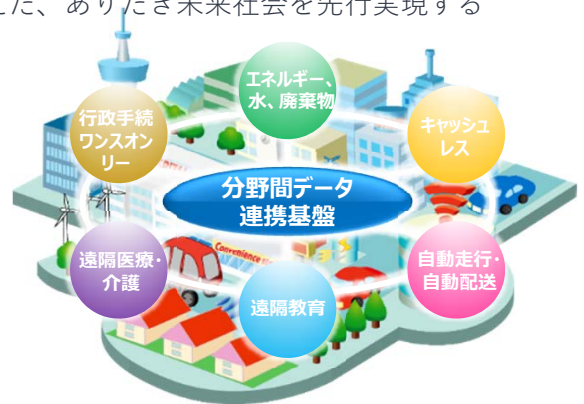 、ありたき未来社会を先行実現する
エネルギー、
水、廃棄物
行政手続
ワンスオン
リー
キャッシュ
レス
分野間データ
連携基盤
遠隔医療・
介護
自動走行・
自動配送
遠隔教育
Convenience